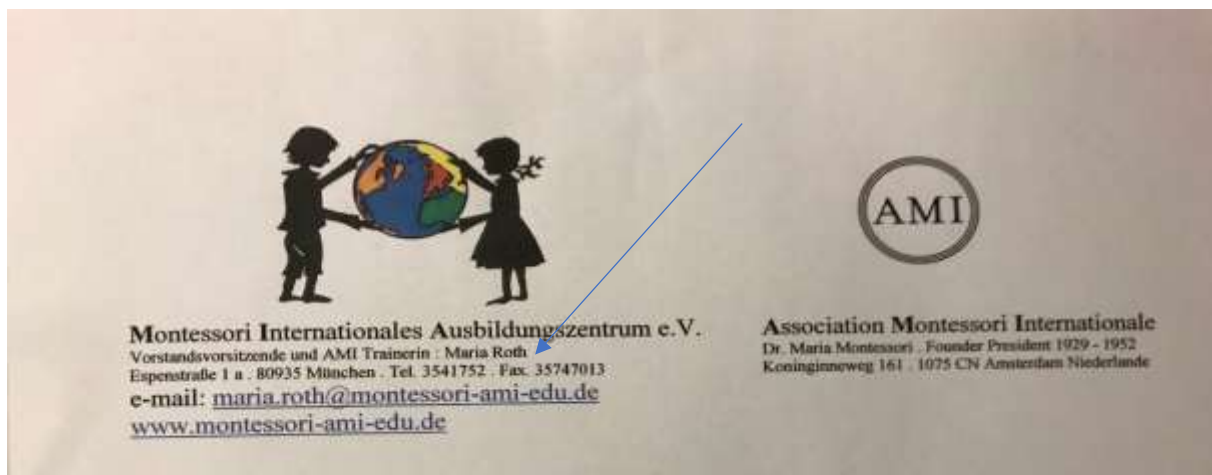 AMI
Montessori Internationales Ausbildungszentrum e.V.
Vorstandsvorsitzende und AMI Trainerin : Maria Roth
Espenstraße 1 a . 80935 München . Tel. 3541752 . Fax. 35747013
e-mail: maria.roth@montessori-ami-edu.de
www.montessori-ami-edu.de
Association Montessori Internationale
Dr. Maria Montessori . Founder President 1929 - 1952
Koninginneweg 161 . 1075 CN Amsterdam Niederlande